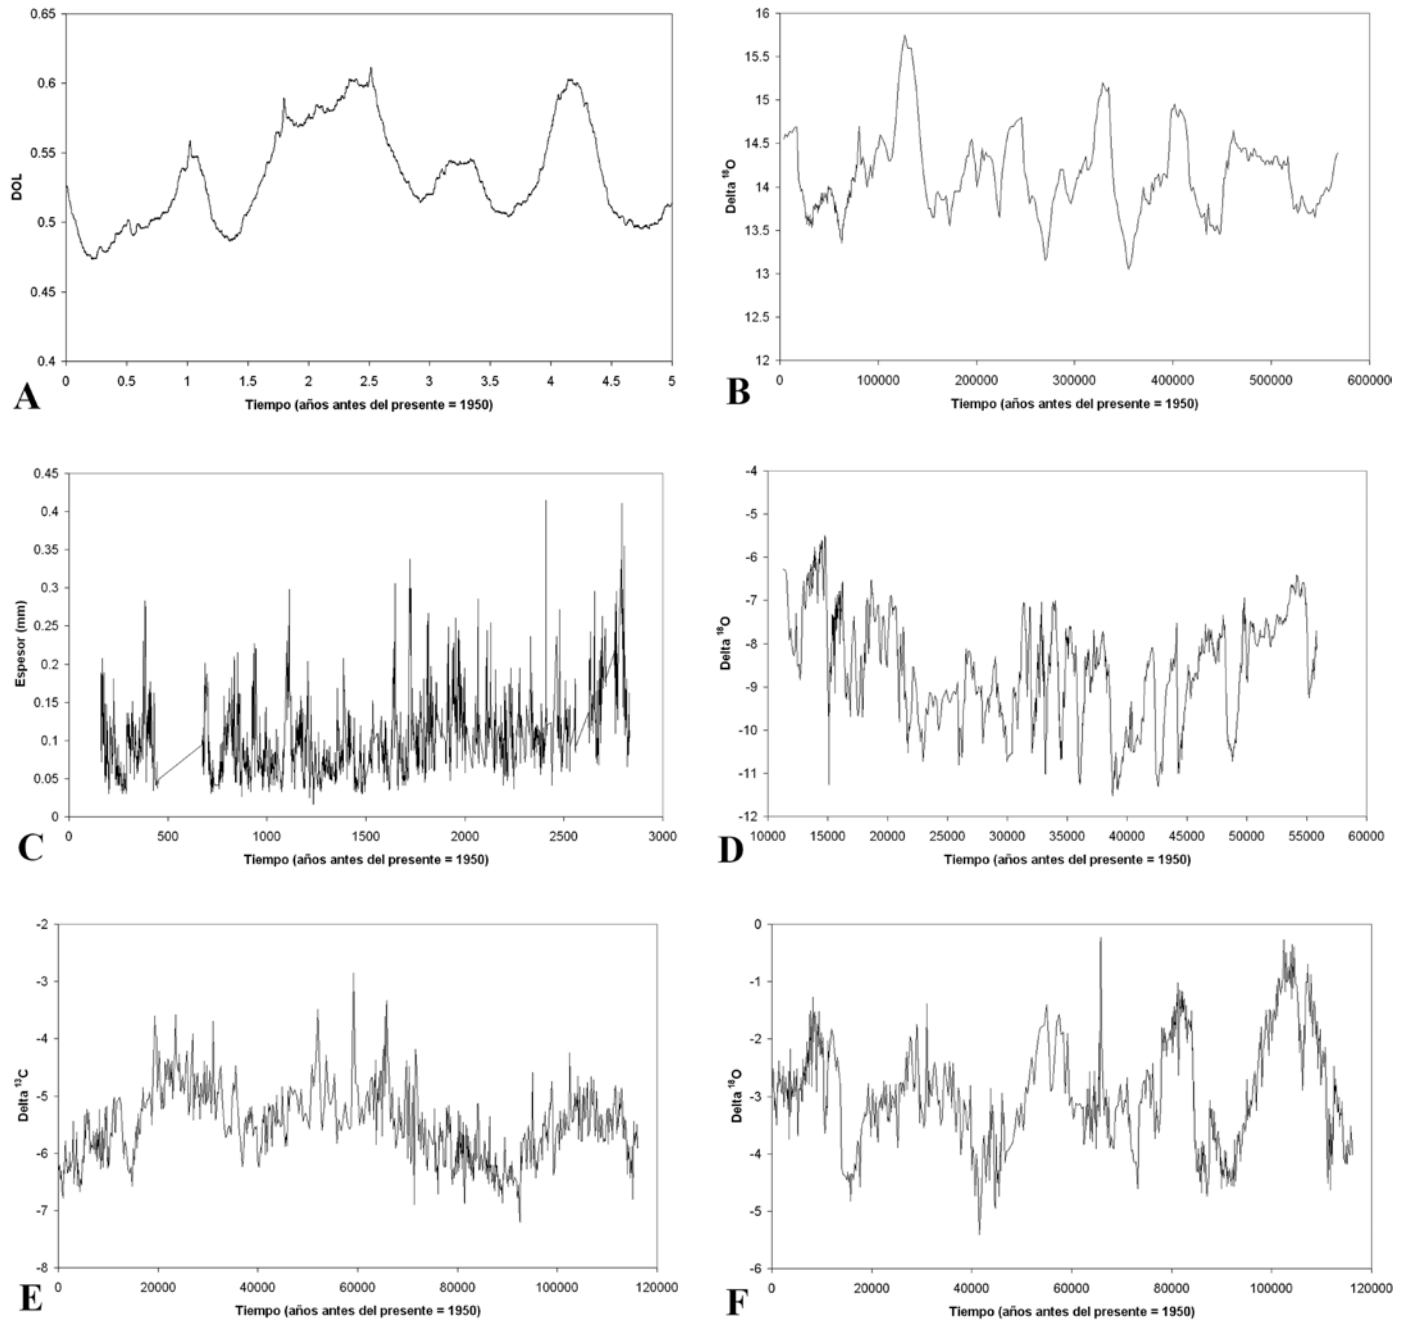 0.65
0.6
0.55
0.5
0.45
0.4
DOL
0 0.5 1 1.5 2 2.5 3 3.5 4 4.5 5
Tiempo (años antes del presente = 1950)
A
16
15.5
15
14.5
14
13.5
13
12.5
12
Delta 18O
0 100000 200000 300000 400000 500000 600000
Tiempo (años antes del presente = 1950)
B
0.45
0.4
0.35
0.3
0.25
0.2
0.15
0.1
0.05
0
Espesor (mm)
0 500 1000 1500 2000 2500 3000
Tiempo (años antes del presente = 1950)
C
-4
-5
-6
-7
-8
-9
-10
-11
-12
Delta 18O
10000 15000 20000 25000 30000 35000 40000 45000 50000 55000 60000
Tiempo (años antes del presente = 1950)
D
-2
-3
-4
-5
-6
-7
-8
Delta 13C
0 20000 40000 60000 80000 100000 120000
Tiempo (años antes del presente = 1950)
E
0
-1
-2
-3
-4
-5
-6
Delta 18O
0 20000 40000 60000 80000 100000 120000
Tiempo (años antes del presente = 1950)
F